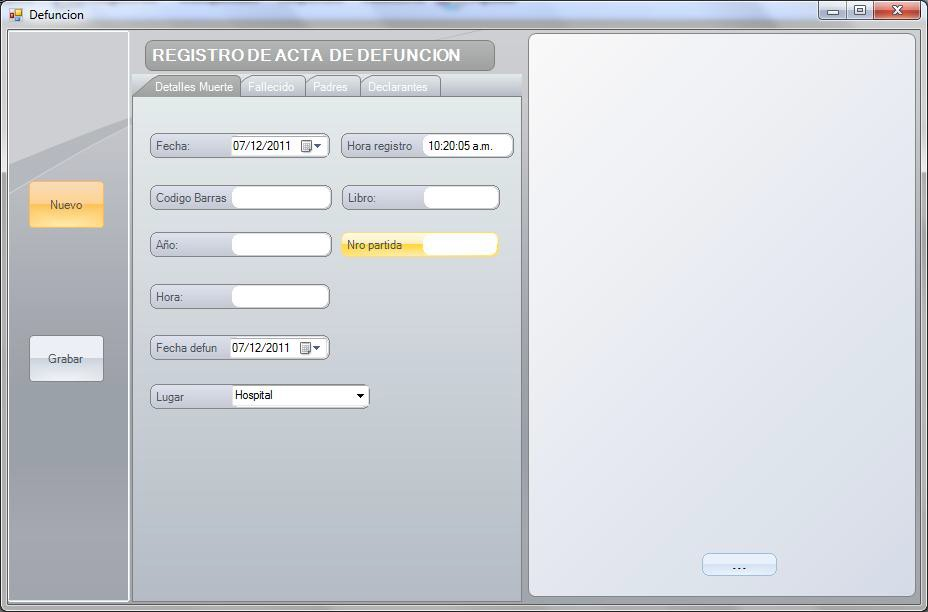 Defuncion
REGISTRO DE ACTA DE DEFUNCION
Detalles Muerte Fallecido Padres Declarantes
Fecha: 07/12/2011 Hora registro 10:20:05 a.m.
Codigo Barras Libro:
Nuevo
Año: Nro partida
Hora:
Fecha defun 07/12/2011
Grabar
Lugar Hospital
...